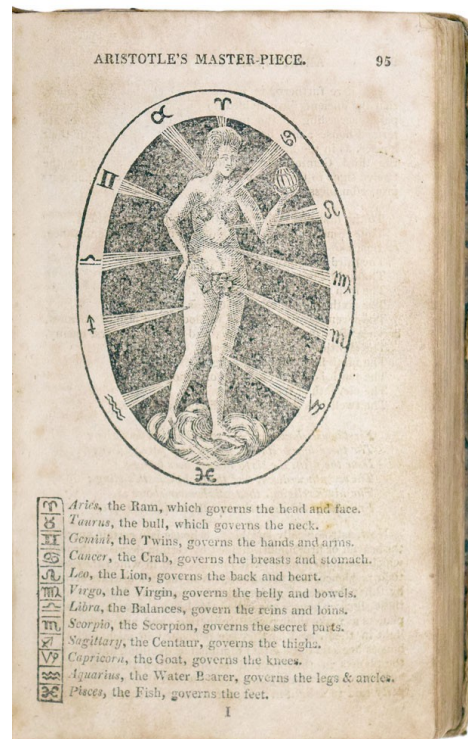 ARISTOTLE'S MASTER-PIECE. 95
♈ Aries, the Ram, which governs the head and face.
♉ Taurus, the bull, which governs the neck.
♊ Gemini, the Twins, governs the hands and arms.
♋ Cancer, the Crab, governs the breasts and stomach.
♌ Leo, the Lion, governs the back and heart.
♍ Virgo, the Virgin, governs the belly and bowels.
♎ Libra, the Balances, govern the reins and loins.
♏ Scorpio, the Scorpion, governs the secret parts.
♐ Sagittary, the Centaur, governs the thighs.
♑ Capricorn, the Goat, governs the knees.
♒ Aquarius, the Water Bearer, governs the legs & ancles.
♓ Pisces, the Fish, governs the feet.
I